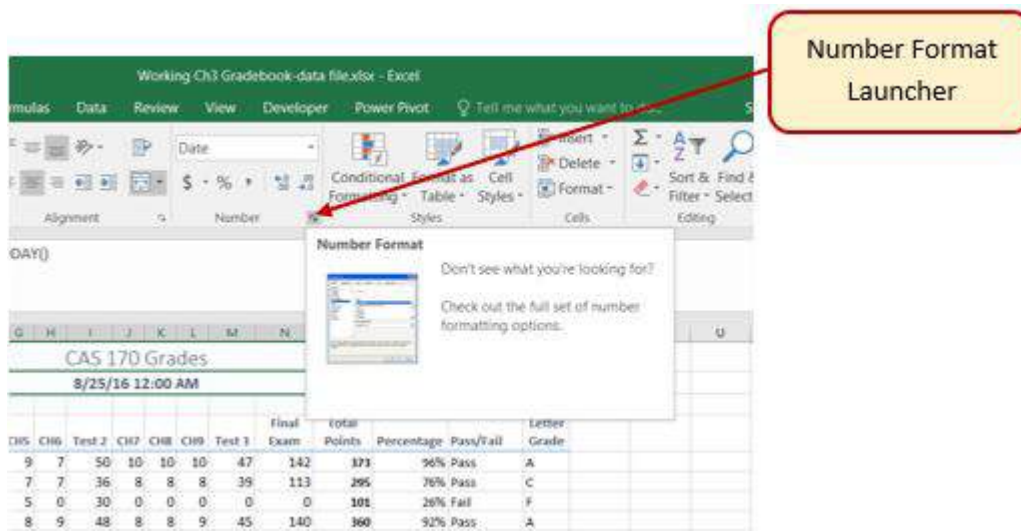 Number Format
Launcher
Working Ch3 Gradebook-data file.xlsx - Excel
rmulas Data Review View Developer Power Pivot Tell me what you want to
Date
$ % ,
Conditional Format as Cell
Formatting Table Styles
Insert
Delete
Format
Σ
Sort & Find &
Filter Select
Alignment Number Styles Cells Editing
DAY()
Number Format
Don't see what you're looking for?
Check out the full set of number
formatting options.
G H I J K L M N U
CAS 170 Grades
8/25/16 12:00 AM
CH5 CH6 Test 2 CH7 CH8 CH9 Test 3 Final Exam Total Points Percentage Pass/Fail Letter Grade
9 7 50 10 10 10 47 142 373 96% Pass A
7 7 36 8 8 8 39 113 295 76% Pass C
5 0 30 0 0 0 0 0 101 26% Fail F
8 9 48 8 8 9 45 140 360 92% Pass A